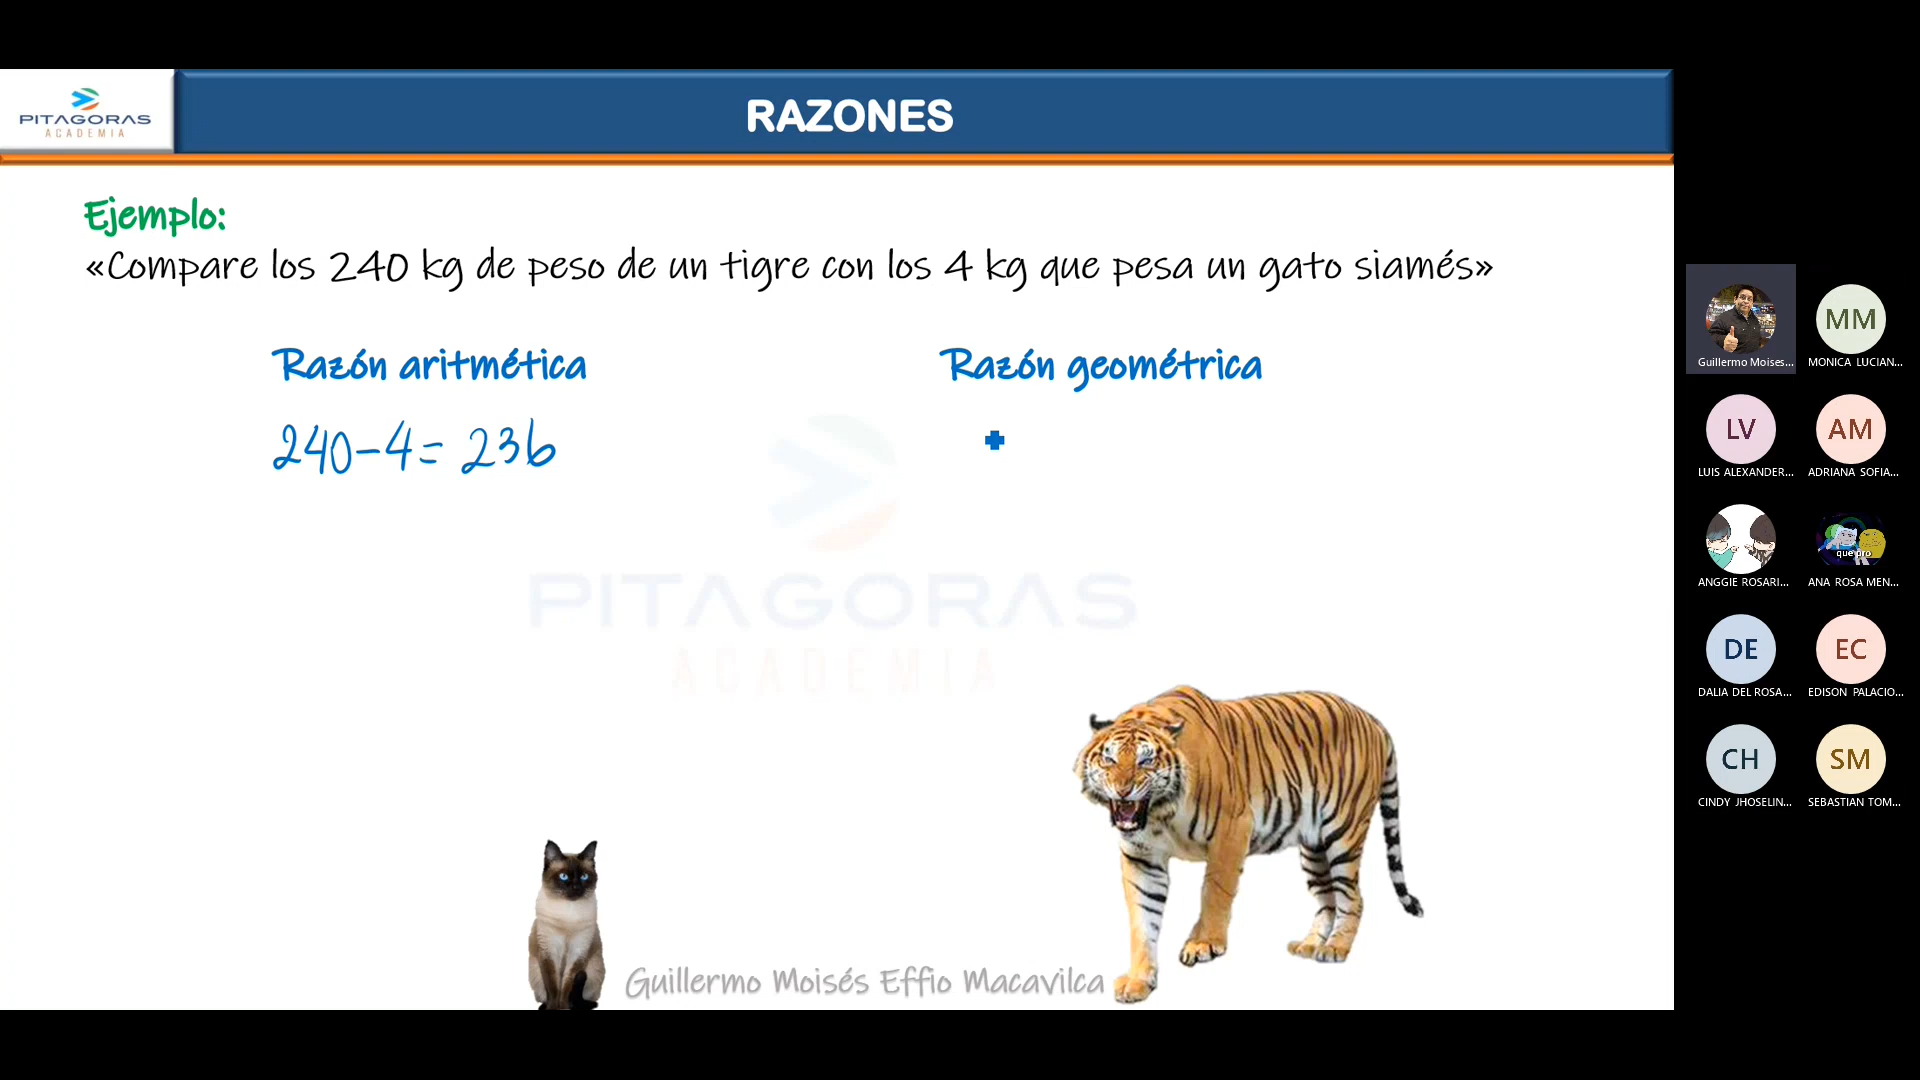 PITAGORAS
ACADEMIA
RAZONES
Ejemplo:
«Compare los 240 kg de peso de un tigre con los 4 kg que pesa un gato siamés»
Razón aritmética
Razón geométrica
240-4= 236
PITAGORAS
ACADEMIA
Guillermo Moisés Effio Macavilca
Guillermo Moises...
MM
MONICA LUCIAN...
LV
LUIS ALEXANDER...
AM
ADRIANA SOFIA...
ANGGIE ROSARI...
que pro
ANA ROSA MEN...
DE
DALIA DEL ROSA...
EC
EDISON PALACIO...
CH
CINDY JHOSELIN...
SM
SEBASTIAN TOM...